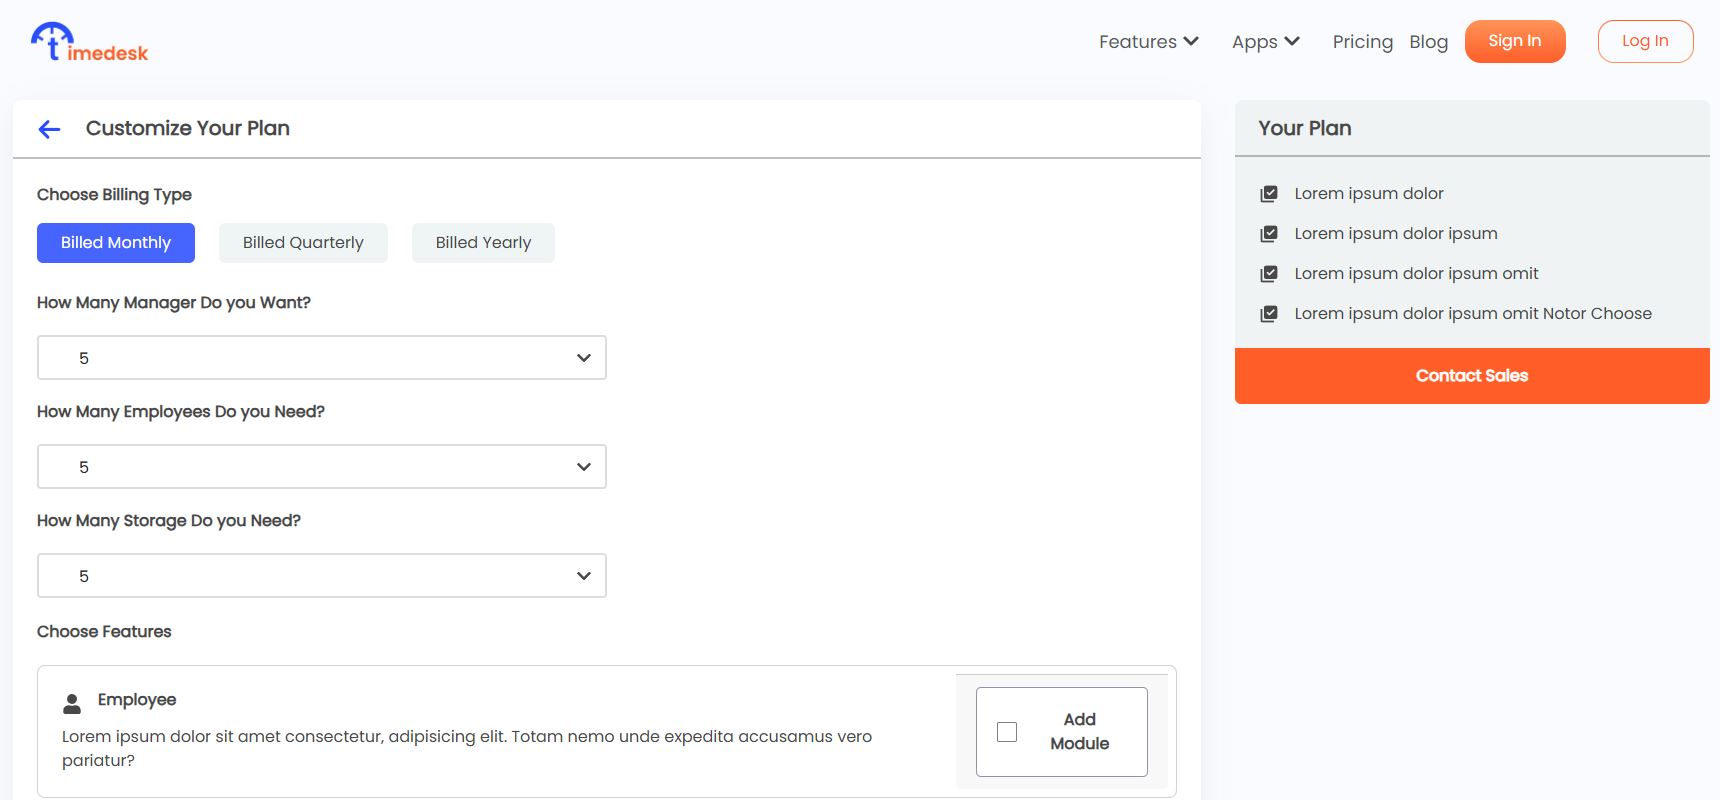 timedesk
Features
Apps
Pricing
Blog
Sign In
Log In
Customize Your Plan
Choose Billing Type
Billed Monthly
Billed Quarterly
Billed Yearly
How Many Manager Do you Want?
5
How Many Employees Do you Need?
5
How Many Storage Do you Need?
5
Choose Features
Employee
Lorem ipsum dolor sit amet consectetur, adipisicing elit. Totam nemo unde expedita accusamus vero
pariatur?
Add
Module
Your Plan
Lorem ipsum dolor
Lorem ipsum dolor ipsum
Lorem ipsum dolor ipsum omit
Lorem ipsum dolor ipsum omit Notor Choose
Contact Sales